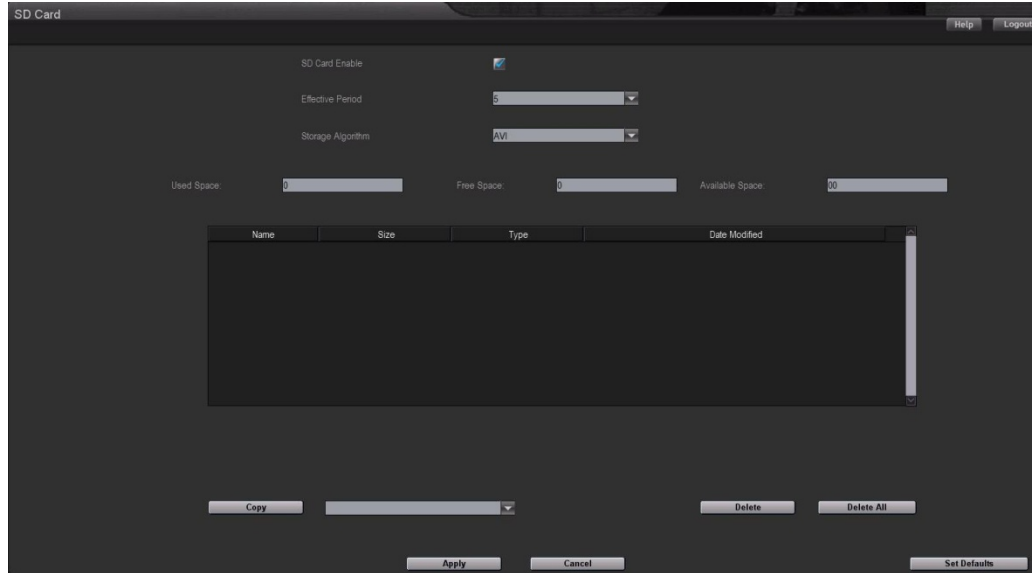 SD Card
Help Logout
SD Card Enable
Effective Period 5
Storage Algorithm AVI
Used Space: 0 Free Space: 0 Available Space: 00
Name Size Type Date Modified
Copy Delete Delete All
Apply Cancel Set Defaults